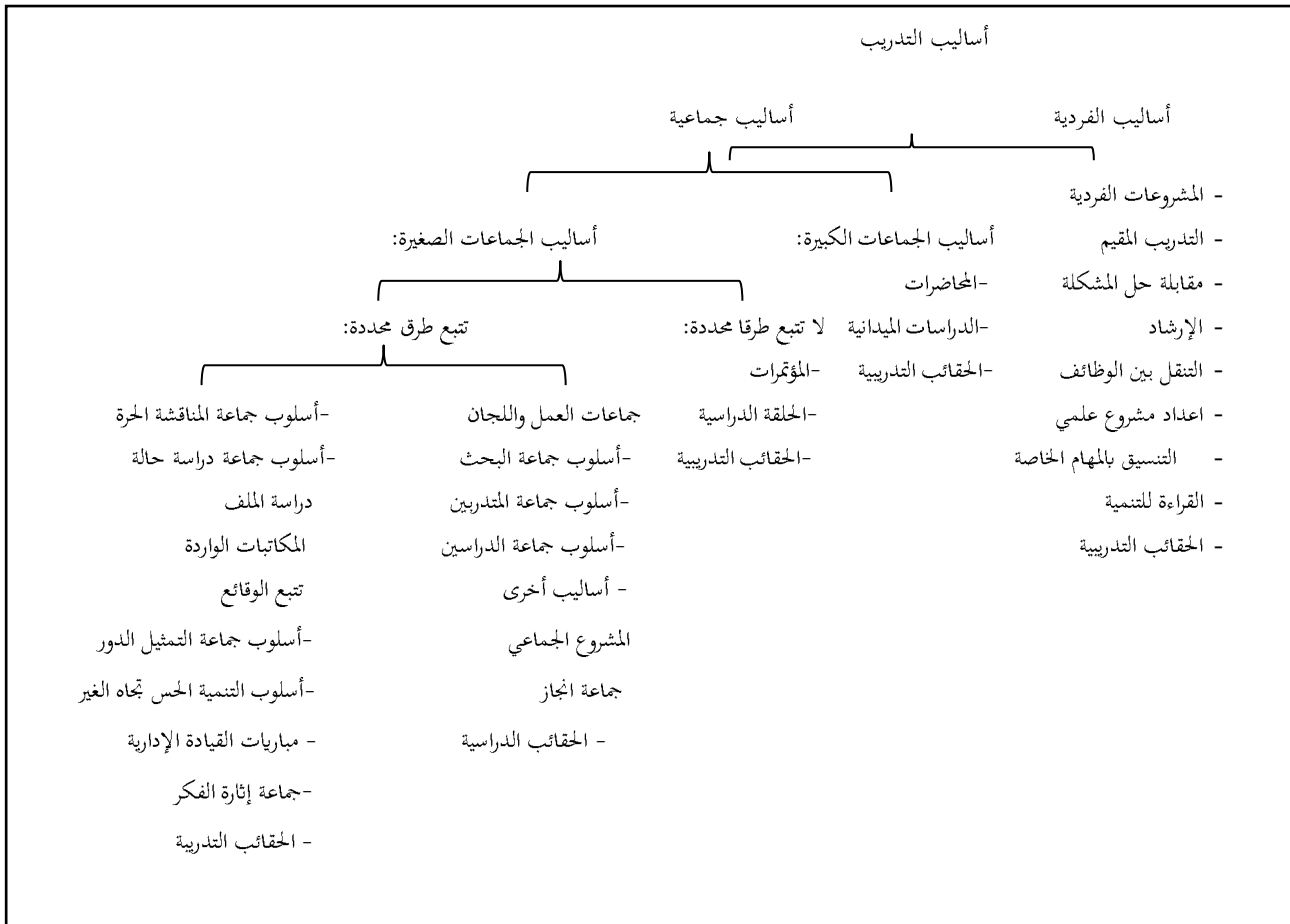 أساليب التدريب
أساليب الفردية
أساليب جماعية
- المشروعات الفردية
- التدريب المقيم
- مقابلة حل المشكلة
- الإرشاد
- التنقل بين الوظائف
- اعداد مشروع علمي
- التنسيق بالمهام الخاصة
- القراءة للتنمية
- الحقائب التدريبية
أساليب الجماعات الكبيرة:
-المحاضرات
-الدراسات الميدانية
-الحقائب التدريبية
أساليب الجماعات الصغيرة:
لا تتبع طرقا محددة:
-المؤتمرات
-الحلقة الدراسية
-الحقائب التدريبية
تتبع طرق محددة:
جماعات العمل واللجان
-أسلوب جماعة البحث
-أسلوب جماعة المتدربين
-أسلوب جماعة الدراسين
- أساليب أخرى
المشروع الجماعي
جماعة انجاز
- الحقائب الدراسية
-أسلوب جماعة المناقشة الحرة
-أسلوب جماعة دراسة حالة
دراسة الملف
المكاتبات الواردة
تتبع الوقائع
-أسلوب جماعة التمثيل الدور
-أسلوب التنمية الحس تجاه الغير
- مباريات القيادة الإدارية
-جماعة إثارة الفكر
- الحقائب التدريبة